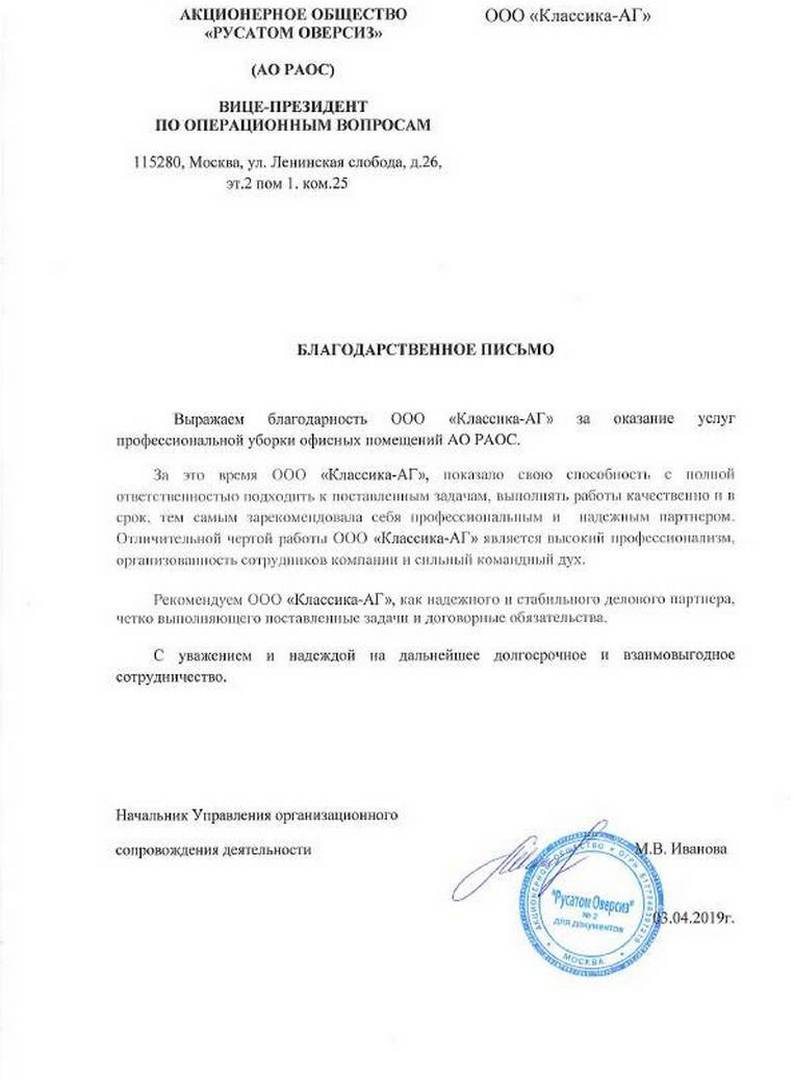 АКЦИОНЕРНОЕ ОБЩЕСТВО
«РУСАТОМ ОВЕРСИЗ»
(АО РАОС)
ВИЦЕ-ПРЕЗИДЕНТ
ПО ОПЕРАЦИОННЫМ ВОПРОСАМ
115280, Москва, ул. Ленинская слобода, д.26,
эт.2 пом 1. ком.25
ООО «Классика-АГ»
БЛАГОДАРСТВЕННОЕ ПИСЬМО
Выражаем благодарность ООО «Классика-АГ» за оказание услуг
профессиональной уборки офисных помещений АО РАОС.
За это время ООО «Классика-АГ», показало свою способность с полной
ответственностью подходить к поставленным задачам, выполнять работы качественно и в
срок, тем самым зарекомендовала себя профессиональным и надежным партнером.
Отличительной чертой работы ООО «Классика-АГ» является высокий профессионализм,
организованность сотрудников компании и сильный командный дух.
Рекомендуем ООО «Классика-АГ», как надежного и стабильного делового партнера,
четко выполняющего поставленные задачи и договорные обязательства.
С уважением и надеждой на дальнейшее долгосрочное и взаимовыгодное
сотрудничество.
Начальник Управления организационного
сопровождения деятельности
М.В. Иванова
АКЦИОНЕРНОЕ ОБЩЕСТВО * ОГРН
"Русатом Оверсиз"
№ 2
для документов
МОСКВА
03.04.2019г.